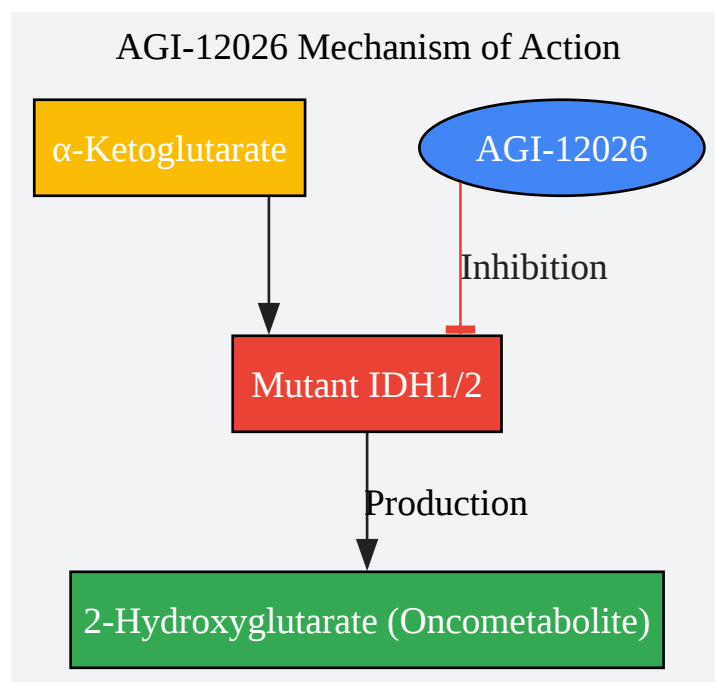 AGI-12026 Mechanism of Action
α-Ketoglutarate
AGI-12026
Inhibition
Mutant IDH1/2
Production
2-Hydroxyglutarate (Oncometabolite)